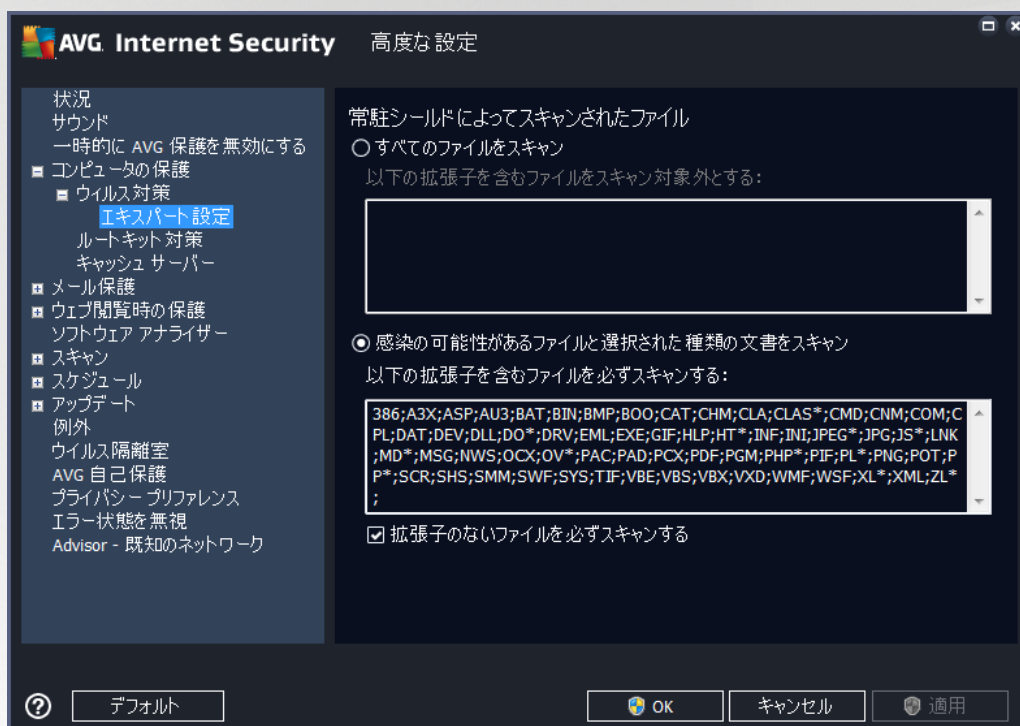 AVG. Internet Security 高度な設定
状況
サウンド
一時的に AVG 保護を無効にする
コンピュータの保護
ウィルス対策
エキスパート設定
ルートキット対策
キャッシュ サーバー
メール保護
ウェブ閲覧時の保護
ソフトウェア アナライザー
スキャン
スケジュール
アップデート
例外
ウイルス隔離室
AVG 自己保護
プライバシー プリファレンス
エラー状態を無視
Advisor - 既知のネットワーク
常駐シールドによってスキャンされたファイル
すべてのファイルをスキャン
以下の拡張子を含むファイルをスキャン対象外とする:
感染の可能性があるファイルと選択された種類の文書をスキャン
以下の拡張子を含むファイルを必ずスキャンする:
386;A3X;ASP;AU3;BAT;BIN;BMP;BOO;CAT;CHM;CLA;CLAS*;CMD;CNM;COM;C
PL;DAT;DEV;DLL;DO*;DRV;EML;EXE;GIF;HLP;HT*;INF;INI;JPEG*;JPG;JS*;LNK
;MD*;MSG;NWS;OCX;OV*;PAC;PAD;PCX;PDF;PGM;PHP*;PIF;PL*;PNG;POT;P
P*;SCR;SHS;SMM;SWF;SYS;TIF;VBE;VBS;VBX;VXD;WMF;WSF;XL*;XML;ZL*
;
拡張子のないファイルを必ずスキャンする
デフォルト
OK
キャンセル
適用